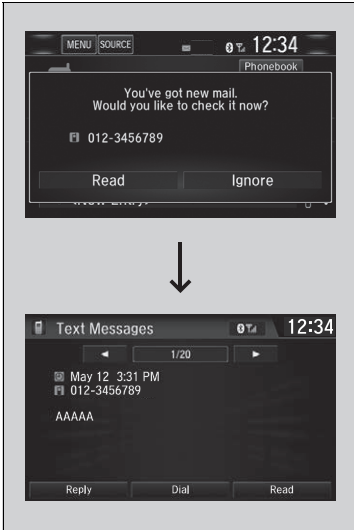 MENU SOURCE 12:34
Phonebook
You've got new mail.
Would you like to check it now?
012-3456789
Read Ignore
Text Messages 12:34
1/20
May 12 3:31 PM
012-3456789
AAAAA
Reply Dial Read